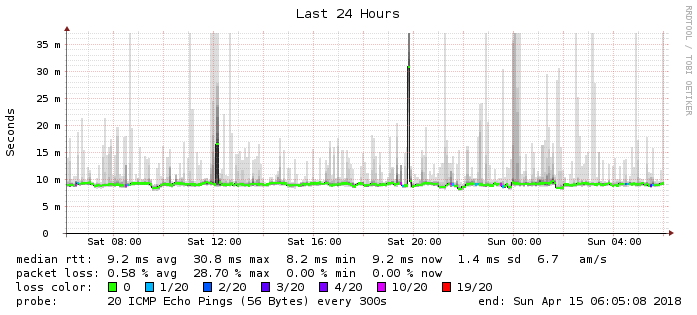 Last 24 Hours
RRDTOOL / TOBI OETIKER
Seconds
35 m
30 m
25 m
20 m
15 m
10 m
5 m
0
Sat 08:00 Sat 12:00 Sat 16:00 Sat 20:00 Sun 00:00 Sun 04:00
median rtt: 9.2 ms avg 30.8 ms max 8.2 ms min 9.2 ms now 1.4 ms sd 6.7 am/s
packet loss: 0.58 % avg 28.70 % max 0.00 % min 0.00 % now
loss color: 0 1/20 2/20 3/20 4/20 10/20 19/20
probe: 20 ICMP Echo Pings (56 Bytes) every 300s end: Sun Apr 15 06:05:08 2018